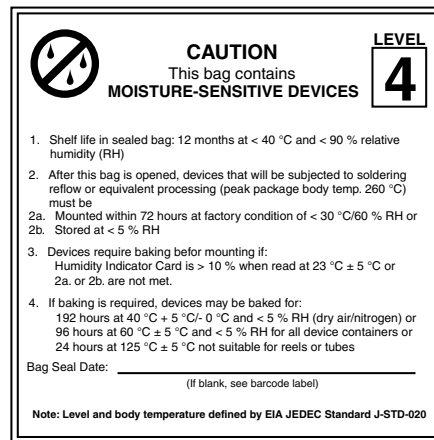 CAUTION
LEVEL
This bag contains
MOISTURE-SENSITIVE DEVICES
4
1. Shelf life in sealed bag: 12 months at < 40 °C and < 90 % relative
humidity (RH)
2. After this bag is opened, devices that will be subjected to soldering
reflow or equivalent processing (peak package body temp. 260 °C)
must be
2a. Mounted within 72 hours at factory condition of < 30 °C/60 % RH or
2b. Stored at < 5 % RH
3. Devices require baking befor mounting if:
Humidity Indicator Card is > 10 % when read at 23 °C ± 5 °C or
2a. or 2b. are not met.
4. If baking is required, devices may be baked for:
192 hours at 40 °C + 5 °C/- 0 °C and < 5 % RH (dry air/nitrogen) or
96 hours at 60 °C ± 5 °C and < 5 % RH for all device containers or
24 hours at 125 °C ± 5 °C not suitable for reels or tubes
Bag Seal Date:
(If blank, see barcode label)
Note: Level and body temperature defined by EIA JEDEC Standard J-STD-020